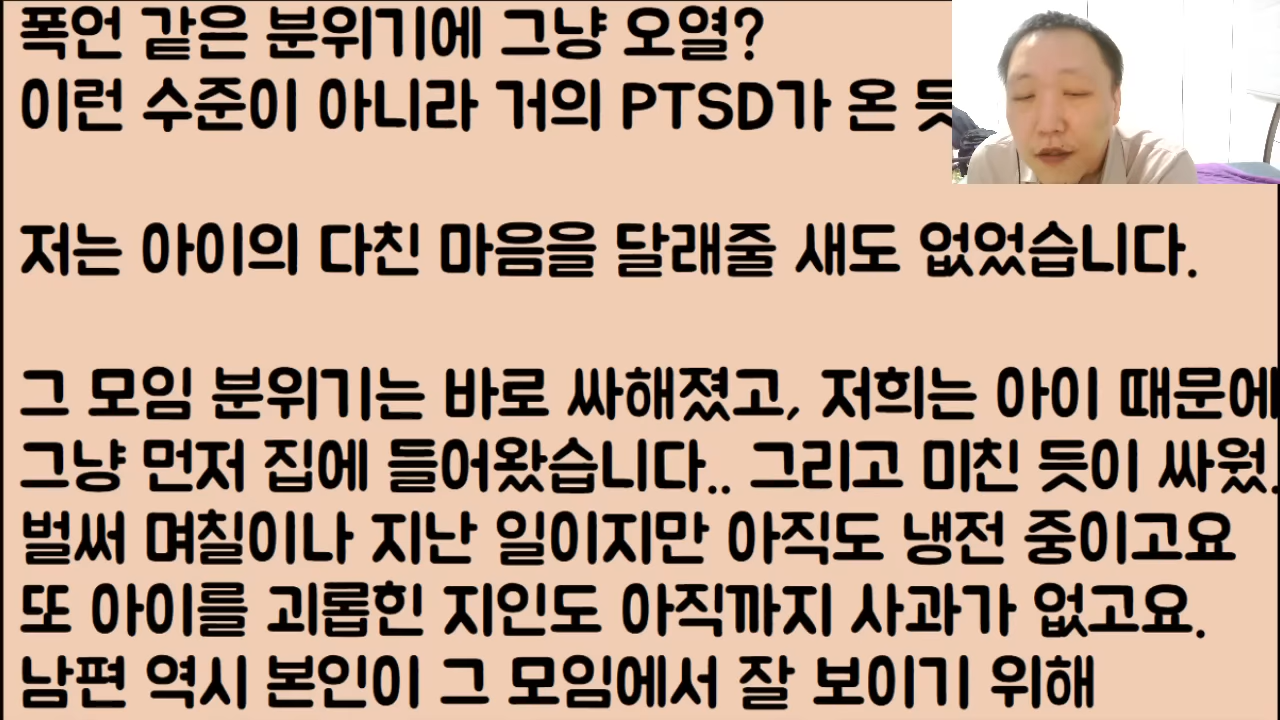 폭언 같은 분위기에 그냥 오열?
이런 수준이 아니라 거의 PTSD가 온 듯
저는 아이의 다친 마음을 달래줄 새도 없었습니다.
그 모임 분위기는 바로 싸해졌고, 저희는 아이 때문에
그냥 먼저 집에 들어왔습니다.. 그리고 미친 듯이 싸웠.
벌써 며칠이나 지난 일이지만 아직도 냉전 중이고요
또 아이를 괴롭힌 지인도 아직까지 사과가 없고요.
남편 역시 본인이 그 모임에서 잘 보이기 위해